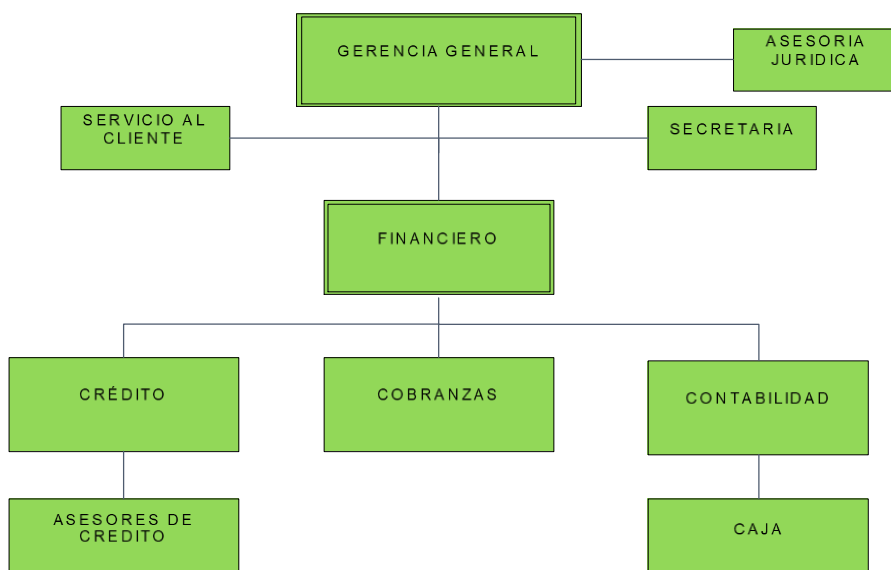 GERENCIA GENERAL
ASESORIA
JURIDICA
SERVICIO AL
CLIENTE
SECRETARIA
FINANCIERO
CRÉDITO
COBRANZAS
CONTABILIDAD
ASESORES DE
CREDITO
CAJA